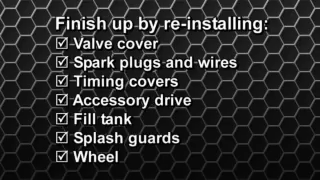 Finish up by re-installing:
☑ Valve cover
☑ Spark plugs and wires
☑ Timing covers
☑ Accessory drive
☑ Fill tank
☑ Splash guards
☑ Wheel